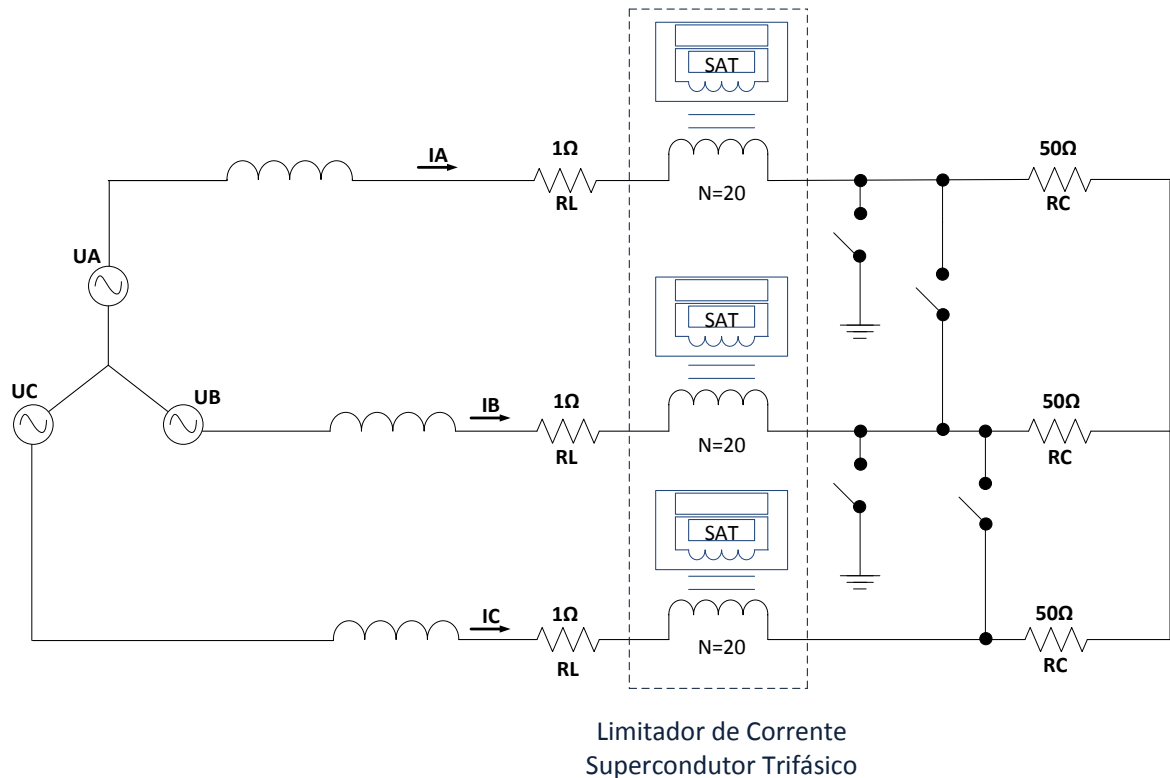 SAT
IA
1Ω
50Ω
RL
N=20
RC
UA
SAT
UC
UB
IB
1Ω
50Ω
RL
N=20
RC
SAT
IC
1Ω
50Ω
RL
N=20
RC
Limitador de Corrente
Supercondutor Trifásico